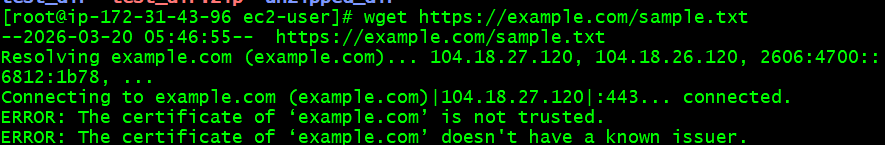 [root@ip-172-31-43-96 ec2-user]# wget https://example.com/sample.txt
--2026-03-20 05:46:55--  https://example.com/sample.txt
Resolving example.com (example.com)... 104.18.27.120, 104.18.26.120, 2606:4700::
6812:1b78, ...
Connecting to example.com (example.com)|104.18.27.120|:443... connected.
ERROR: The certificate of ‘example.com’ is not trusted.
ERROR: The certificate of ‘example.com’ doesn't have a known issuer.